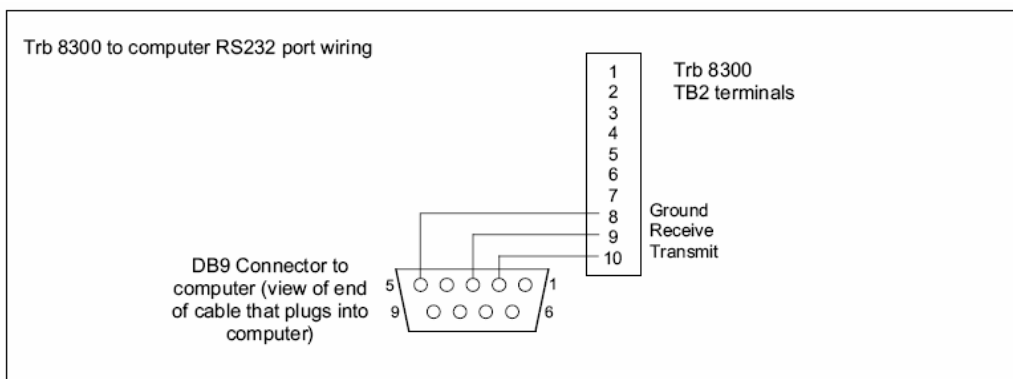 Trb 8300 to computer RS232 port wiring
1
2
3
4
5
6
7
8
9
10
Trb 8300
TB2 terminals
Ground
Receive
Transmit
DB9 Connector to
computer (view of end
of cable that plugs into
computer)
5
1
9
6